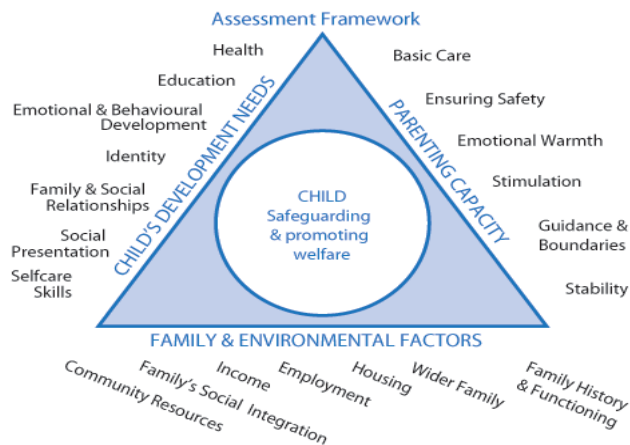 Assessment Framework
Health
Education
Emotional & Behavioural
Development
Identity
Family & Social
Relationships
Social
Presentation
Selfcare
Skills
CHILD'S DEVELOPMENT NEEDS
CHILD
Safeguarding
& promoting
welfare
PARENTING CAPACITY
Basic Care
Ensuring Safety
Emotional Warmth
Stimulation
Guidance &
Boundaries
Stability
FAMILY & ENVIRONMENTAL FACTORS
Community Resources
Family's Social Integration
Income
Employment
Housing
Wider Family
Family History
& Functioning